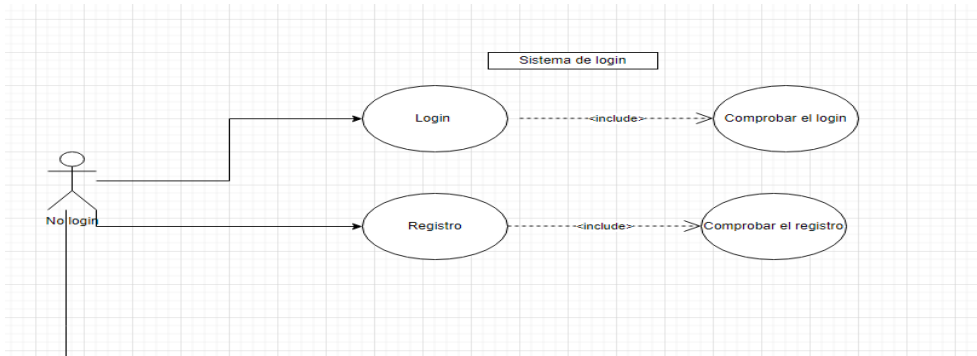 Sistema de login
Login
<include>
Comprobar el login
No login
Registro
<include>
Comprobar el registro